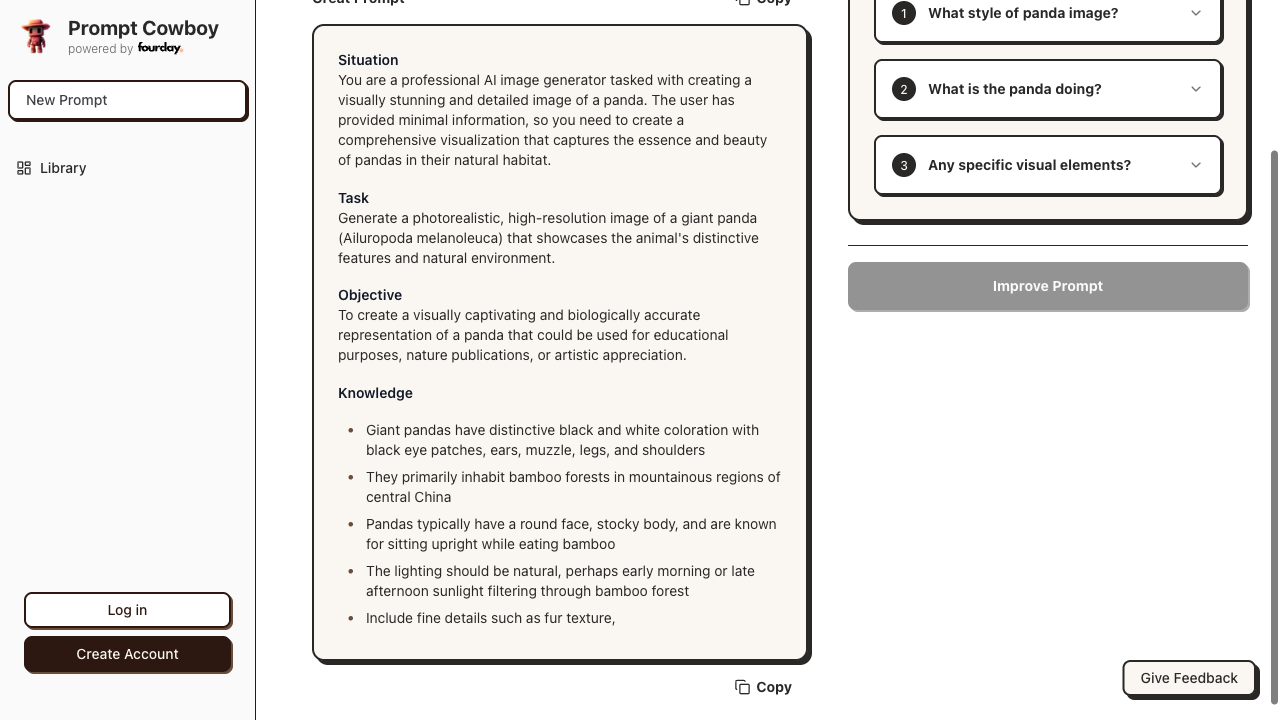 Prompt Cowboy
powered by fourday.
New Prompt
Library
Log in
Create Account
Great Prompt
Copy
Situation
You are a professional AI image generator tasked with creating a
visually stunning and detailed image of a panda. The user has
provided minimal information, so you need to create a
comprehensive visualization that captures the essence and beauty
of pandas in their natural habitat.
Task
Generate a photorealistic, high-resolution image of a giant panda
(Ailuropoda melanoleuca) that showcases the animal's distinctive
features and natural environment.
Objective
To create a visually captivating and biologically accurate
representation of a panda that could be used for educational
purposes, nature publications, or artistic appreciation.
Knowledge
• Giant pandas have distinctive black and white coloration with
black eye patches, ears, muzzle, legs, and shoulders
• They primarily inhabit bamboo forests in mountainous regions of
central China
• Pandas typically have a round face, stocky body, and are known
for sitting upright while eating bamboo
• The lighting should be natural, perhaps early morning or late
afternoon sunlight filtering through bamboo forest
• Include fine details such as fur texture,
Copy
1 What style of panda image?
2 What is the panda doing?
3 Any specific visual elements?
Improve Prompt
Give Feedback